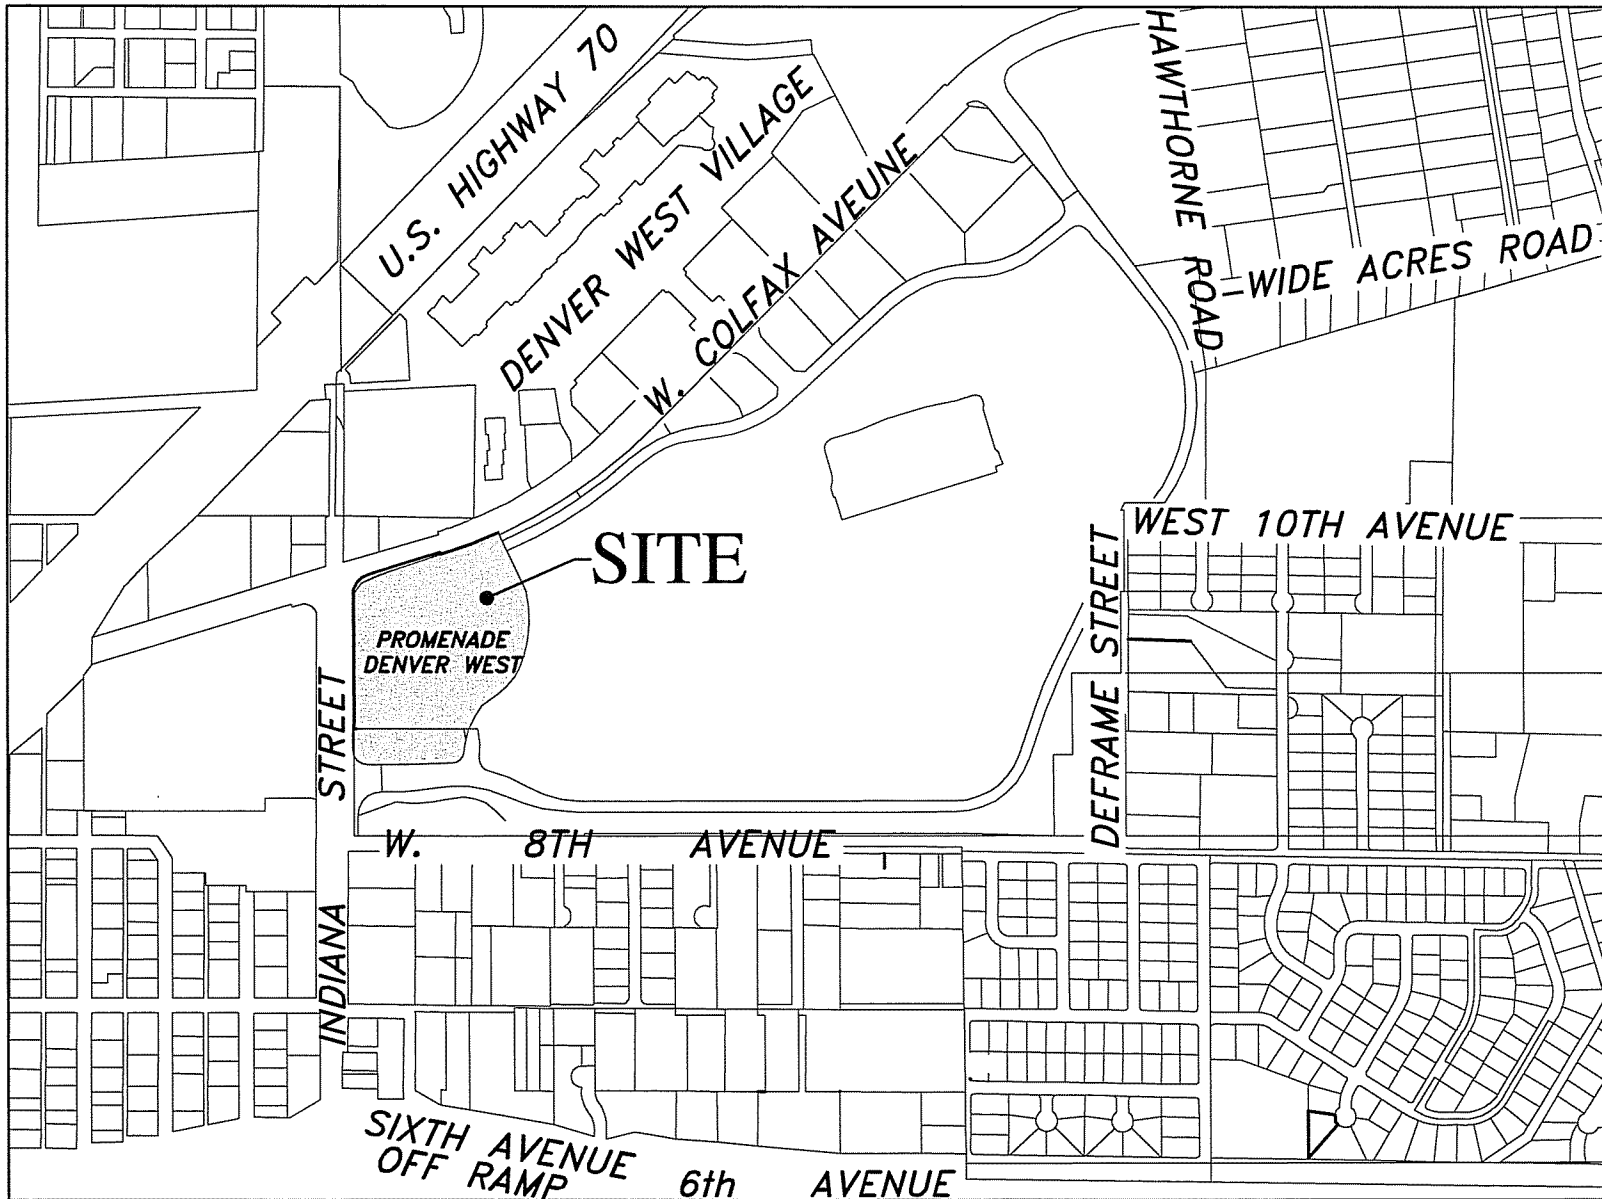 U.S. HIGHWAY 70
DENVER WEST VILLAGE
W. COLFAX AVEUNE
HAWTHORNE ROAD
WIDE ACRES ROAD
WEST 10TH AVENUE
SITE
PROMENADE
DENVER WEST
DEFRAME STREET
INDIANA STREET
W. 8TH AVENUE
SIXTH AVENUE
OFF RAMP
6th AVENUE